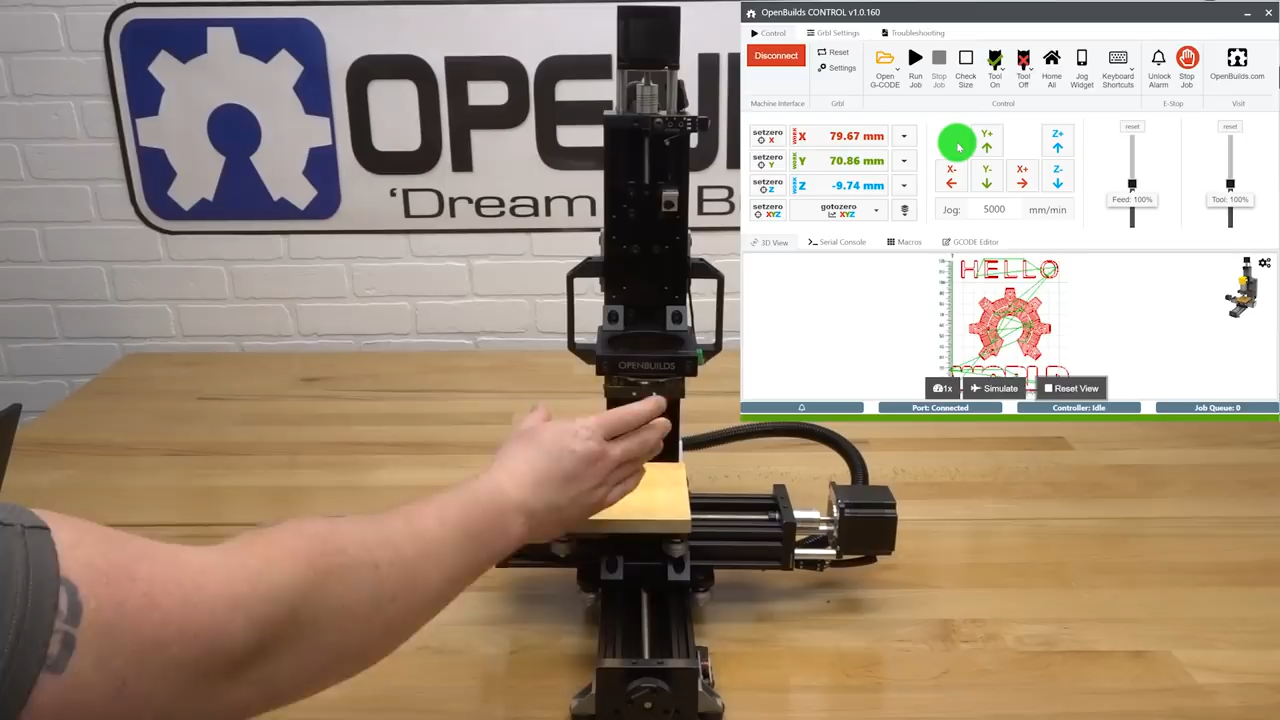 OPE
'Dream
B
OPENBUILDS
OpenBuilds CONTROL v1.0.160
Control
Grbl Settings
Troubleshooting
Disconnect
Reset
Settings
Open G-CODE
Run Job
Stop Job
Check Size
Tool On
Tool Off
Home All
Jog Widget
Keyboard Shortcuts
Unlock Alarm
Stop Job
OpenBuilds.com
Machine Interface
Grbl
Control
E-Stop
Visit
setzero X
WORK X 79.67 mm
setzero Y
WORK Y 70.86 mm
setzero Z
WORK Z -9.74 mm
setzero XYZ
gotozero XYZ
Y+
Z+
X-
Y-
X+
Z-
Jog: 5000 mm/min
reset
Feed: 100%
reset
Tool: 100%
3D View
Serial Console
Macros
GCODE Editor
HELLO
1x
Simulate
Reset View
Port: Connected
Controller: Idle
Job Queue: 0